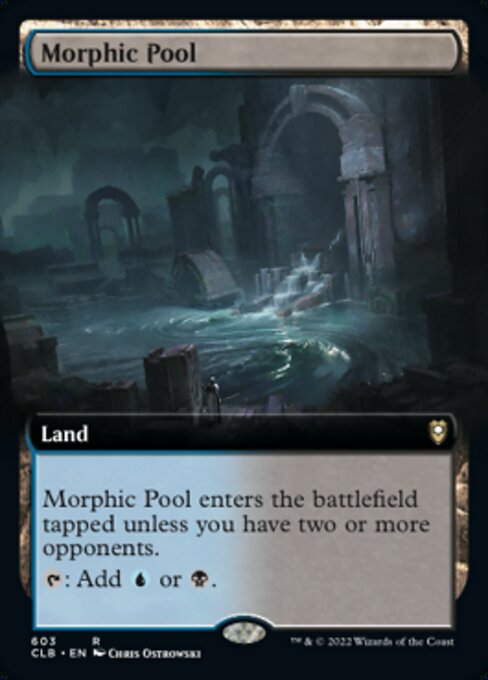 Morphic Pool
Land
Morphic Pool enters the battlefield
tapped unless you have two or more
opponents.
: Add or .
603 R
CLB • EN Chris Ostrowski
™ & © 2022 Wizards of the Coast